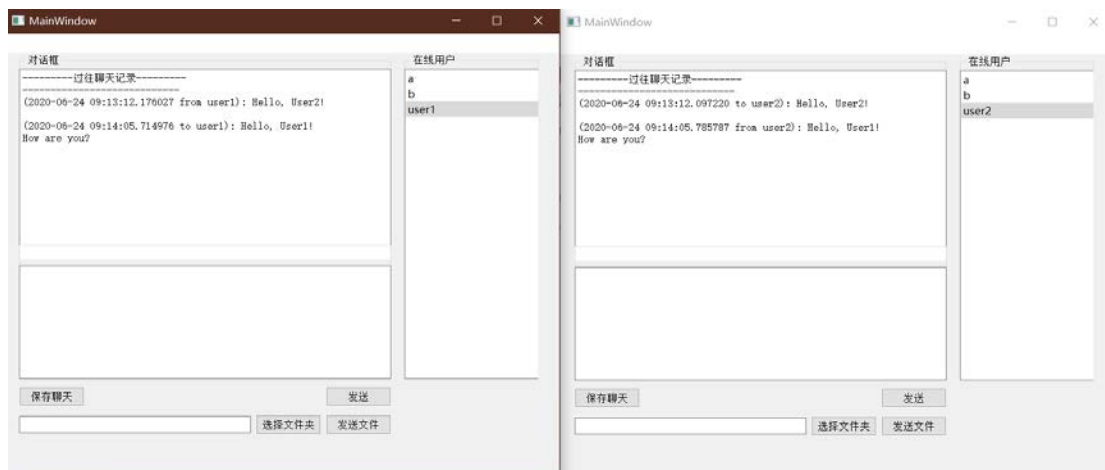 MainWindow
对话框
---------过往聊天记录---------
-----------------------------
(2020-06-24 09:13:12.176027 from user1): Hello, User2!
(2020-06-24 09:14:05.714976 to user1): Hello, User1!
How are you?
在线用户
a
b
user1
保存聊天
发送
选择文件夹
发送文件
MainWindow
对话框
---------过往聊天记录---------
-----------------------------
(2020-06-24 09:13:12.097220 to user2): Hello, User2!
(2020-06-24 09:14:05.785787 from user2): Hello, User1!
How are you?
在线用户
a
b
user2
保存聊天
发送
选择文件夹
发送文件